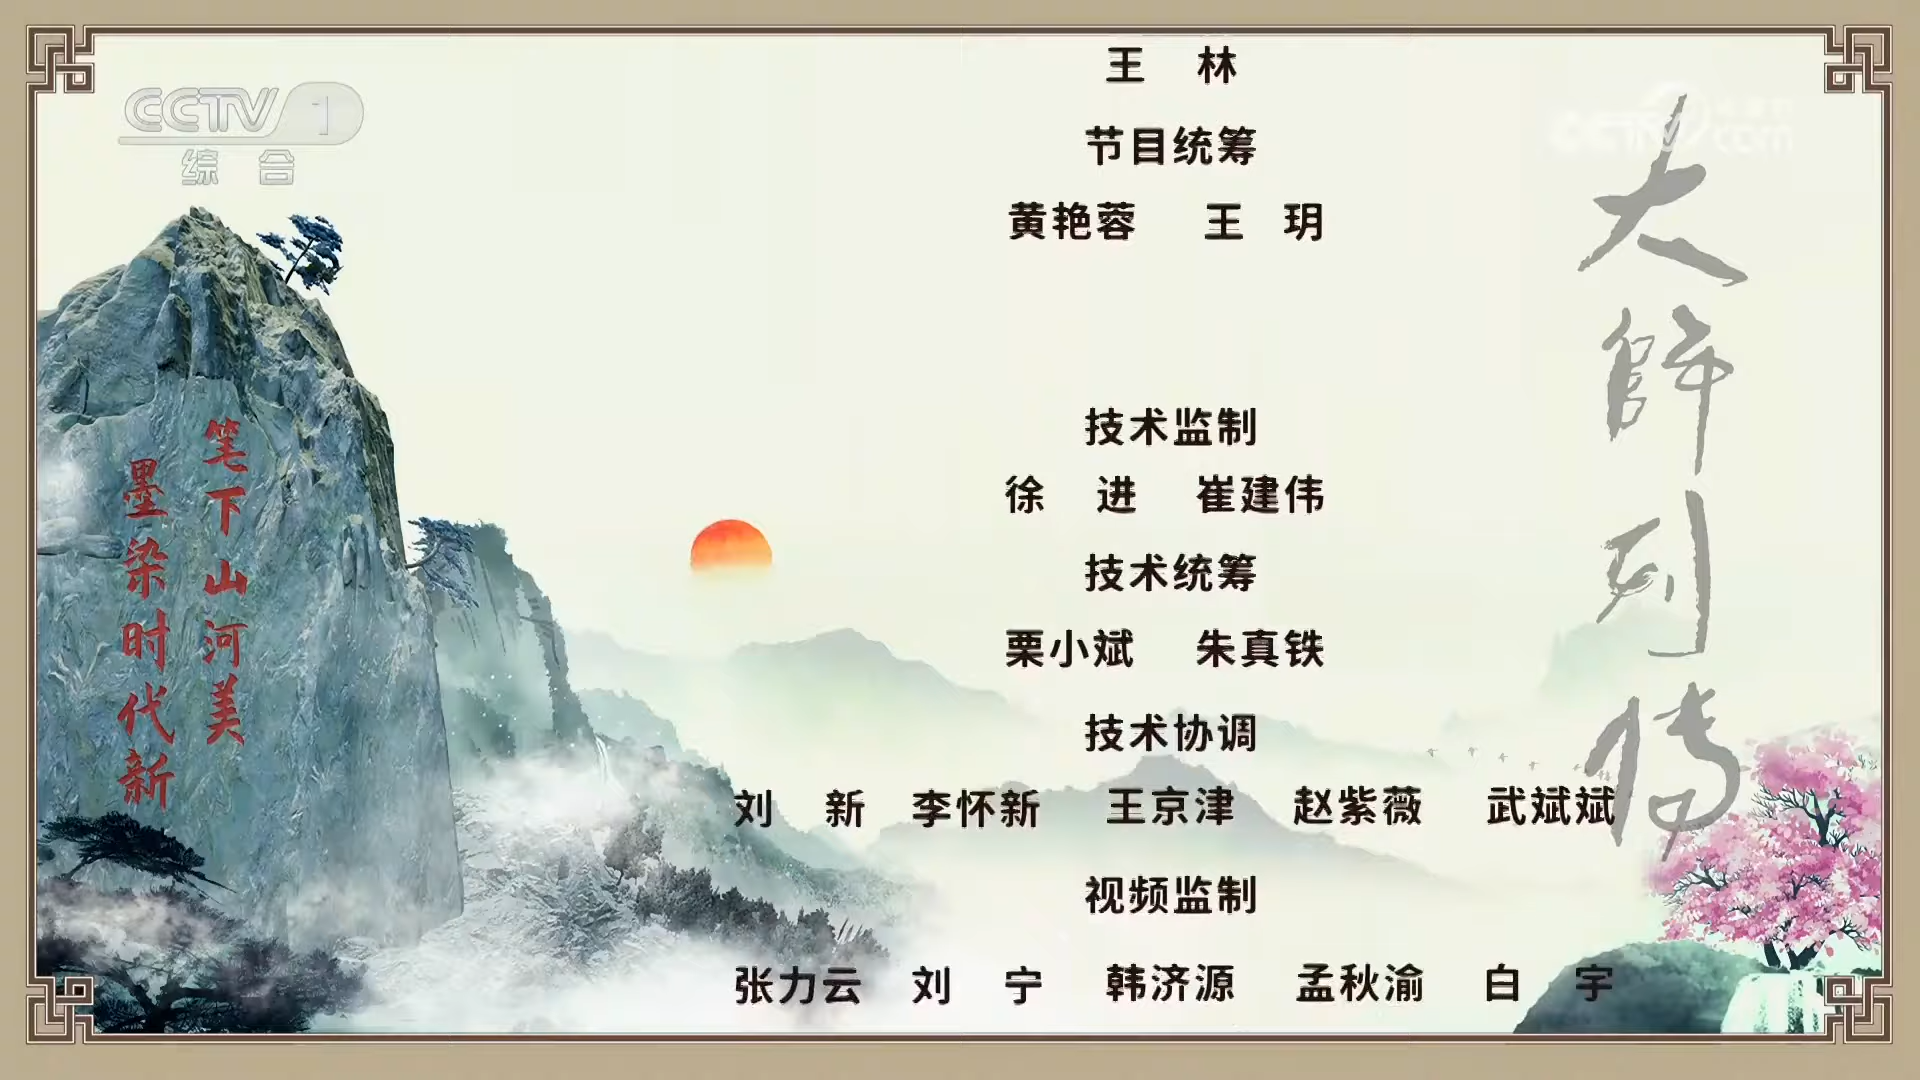 CCTV 1
综 合
CCTV.com
王 林
节目统筹
黄艳蓉 王 玥
技术监制
徐 进 崔建伟
技术统筹
栗小斌 朱真铁
技术协调
刘 新 李怀新 王京津 赵紫薇 武斌斌
视频监制
张力云 刘 宁 韩济源 孟秋渝 白 宇
大师列传
笔下山河美
墨染时代新